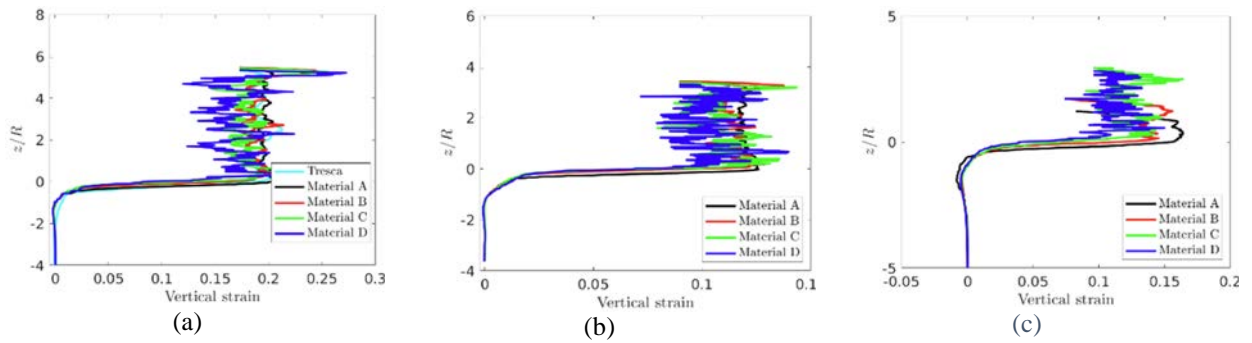 8
6
4
2
0
-2
-4
z/R
0
0.05
0.1
0.15
0.2
0.25
0.3
Vertical strain
Tresca
Material A
Material B
Material C
Material D
(a)
6
4
2
0
-2
-4
z/R
0
0.05
0.1
0.1
Vertical strain
Material A
Material B
Material C
Material D
(b)
5
0
-5
z/R
-0.05
0
0.05
0.1
0.15
0.2
Vertical strain
Material A
Material B
Material C
Material D
(c)